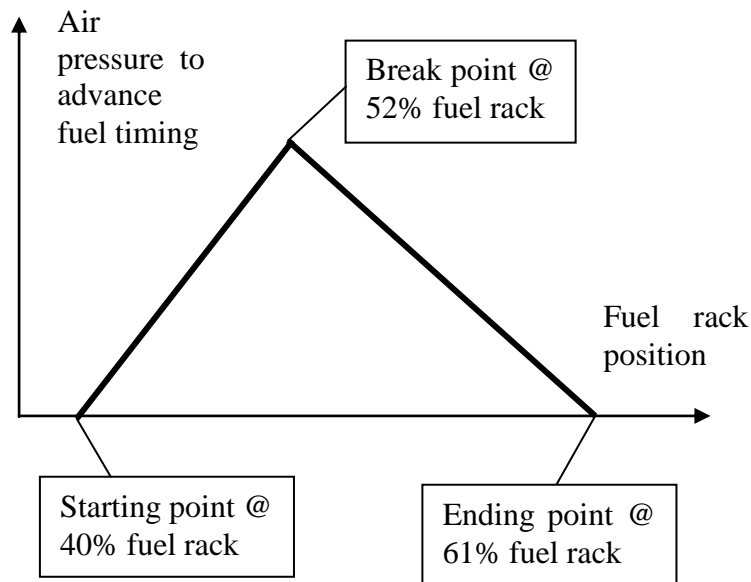 Air
pressure to
advance
fuel timing
Break point @
52% fuel rack
Fuel rack
position
Starting point @
40% fuel rack
Ending point @
61% fuel rack